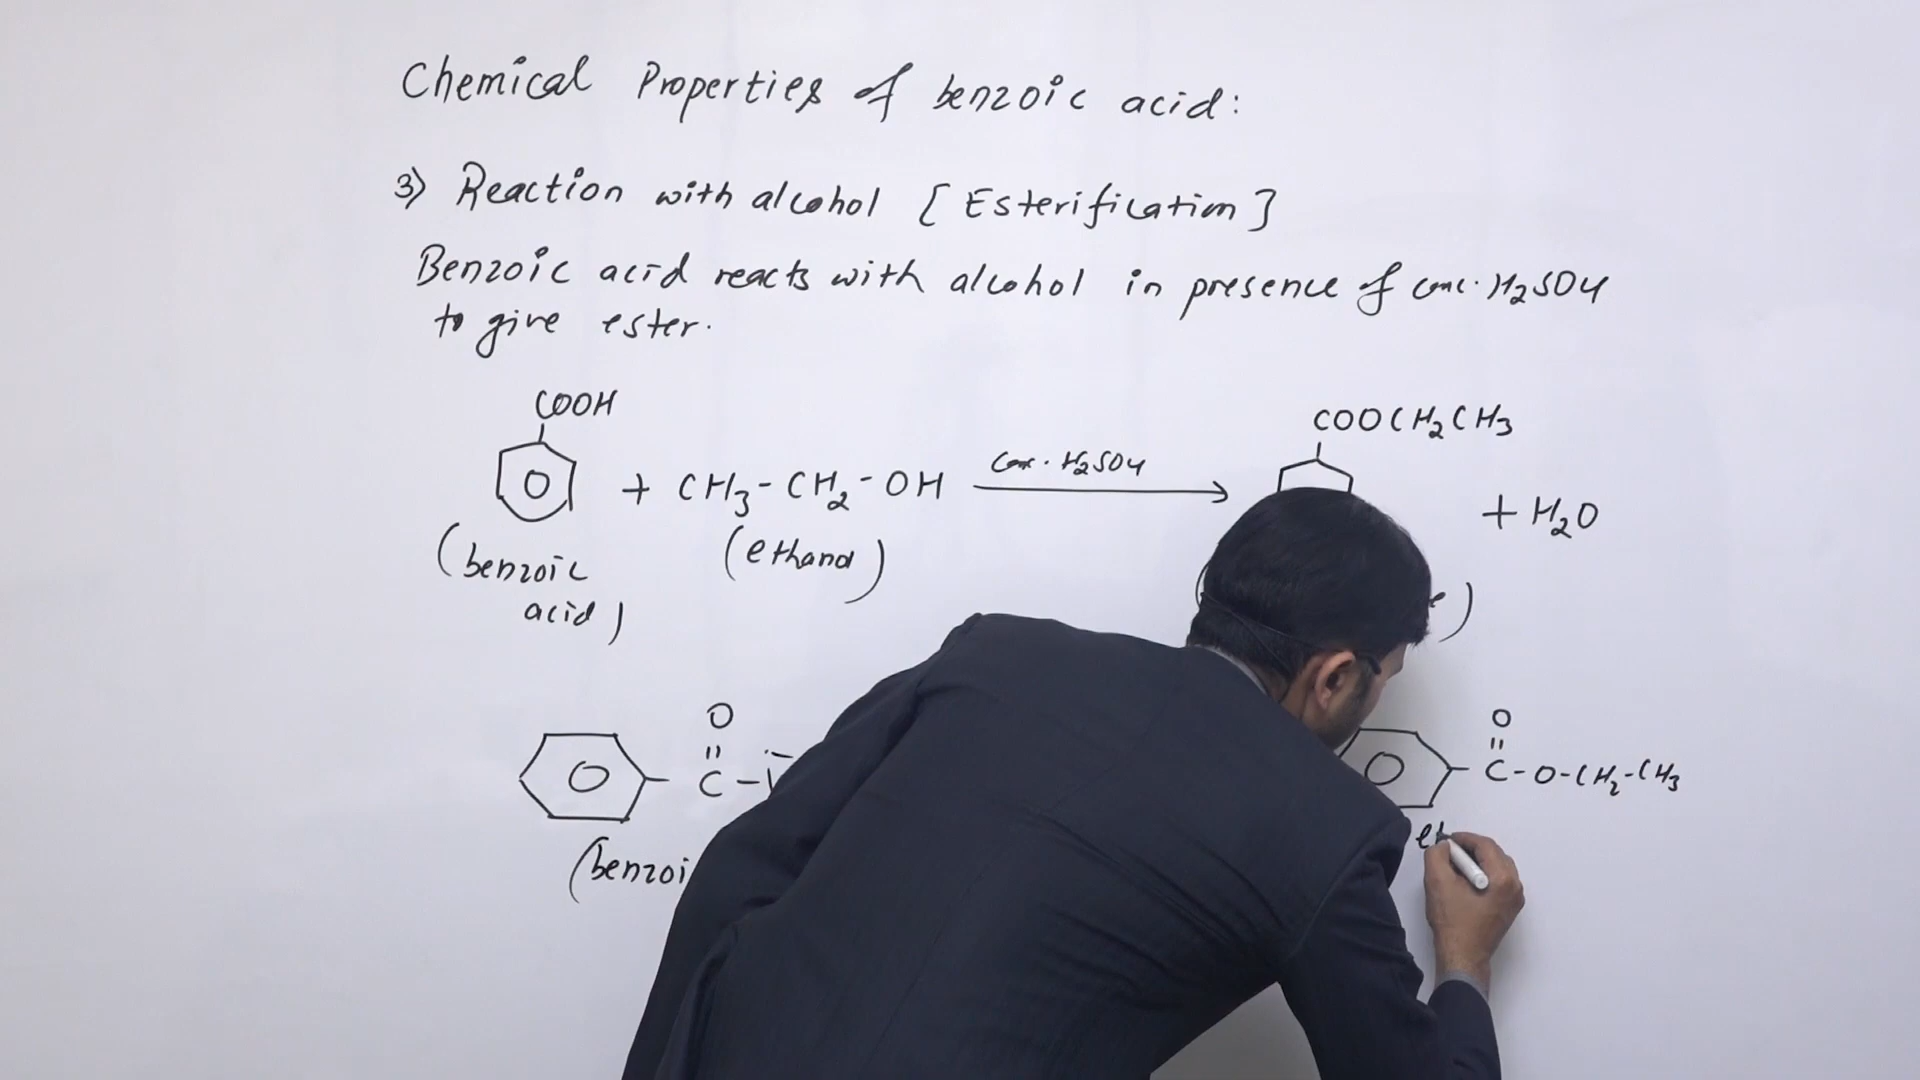 Chemical Properties of benzoic acid:
3) Reaction with alcohol [Esterification]
Benzoic acid reacts with alcohol in presence of conc. H2SO4
to give ester.
COOH
COOCH2CH3
+ CH3-CH2-OH
conc. H2SO4
+ H2O
(benzoic
acid)
(ethanol)
O
C
O
C-O-CH2-CH3
(benzoi